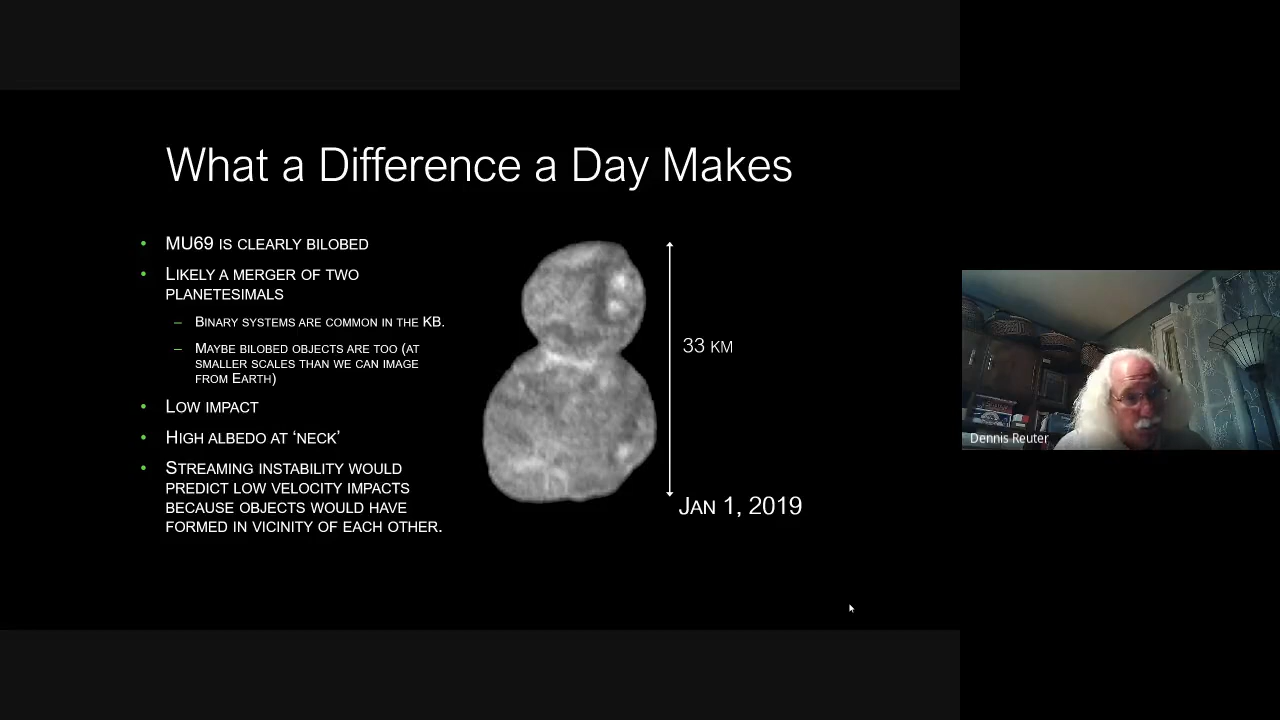 What a Difference a Day Makes
• MU69 IS CLEARLY BILOBED
• LIKELY A MERGER OF TWO
PLANETESIMALS
– BINARY SYSTEMS ARE COMMON IN THE KB.
– MAYBE BILOBED OBJECTS ARE TOO (AT
SMALLER SCALES THAN WE CAN IMAGE
FROM EARTH)
• LOW IMPACT
• HIGH ALBEDO AT ‘NECK’
• STREAMING INSTABILITY WOULD
PREDICT LOW VELOCITY IMPACTS
BECAUSE OBJECTS WOULD HAVE
FORMED IN VICINITY OF EACH OTHER.
33 KM
JAN 1, 2019
Dennis Reuter